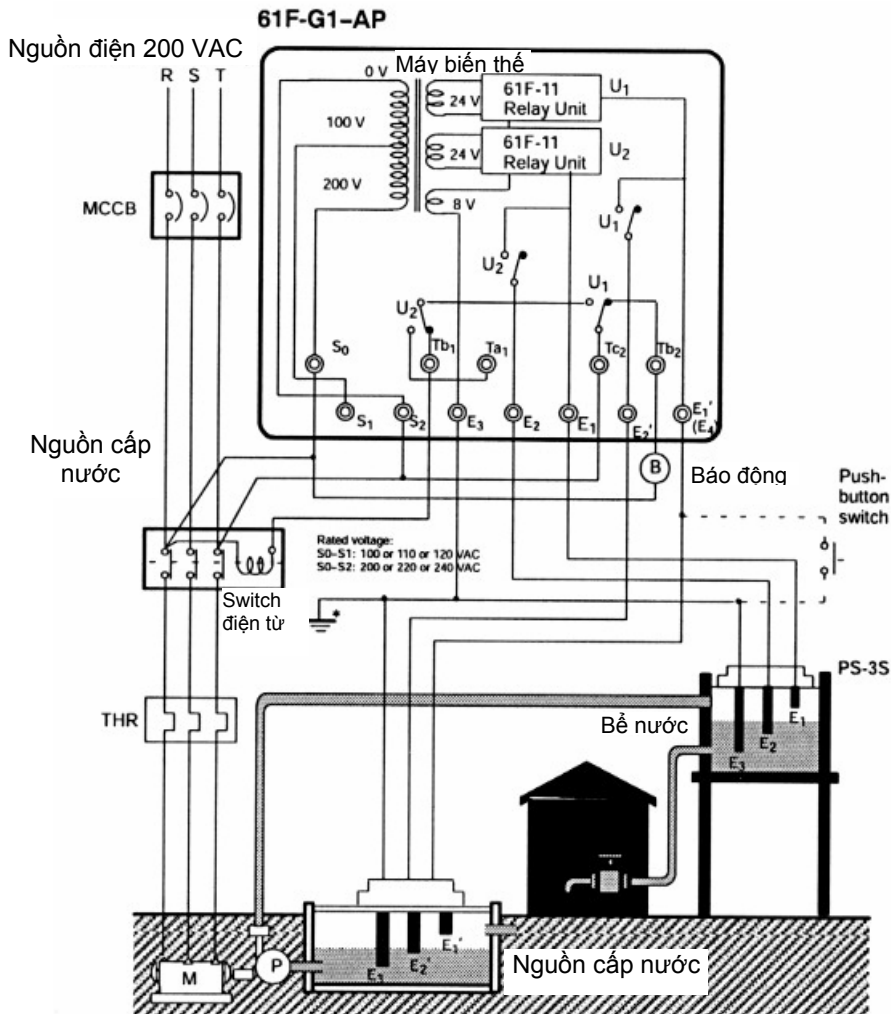 61F-G1-AP
Nguồn điện 200 VAC
R S T
Máy biến thế
0 V
24 V
61F-11
Relay Unit
U1
100 V
24 V
61F-11
Relay Unit
U2
200 V
8 V
MCCB
U1
U2
U1
U2
S0
Tb1
Ta1
Tc2
Tb2
S1
S2
E3
E2
E1
E2'
E1'
(E4)
Nguồn cấp
nước
B
Báo động
Push-
button
switch
Rated voltage:
S0-S1: 100 or 110 or 120 VAC
S0-S2: 200 or 220 or 240 VAC
Switch
điện từ
*
PS-3S
THR
Bể nước
E1
E2
E3
M
P
E3
E2'
E1'
Nguồn cấp nước